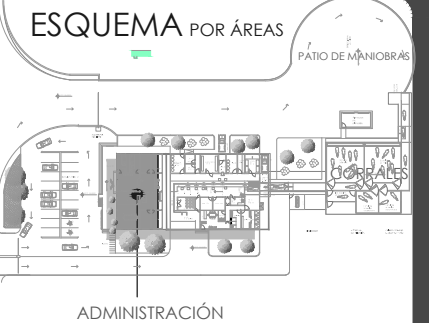 ESQUEMA POR ÁREAS
PATIO DE MANIOBRAS
CORRALES
ADMINISTRACIÓN